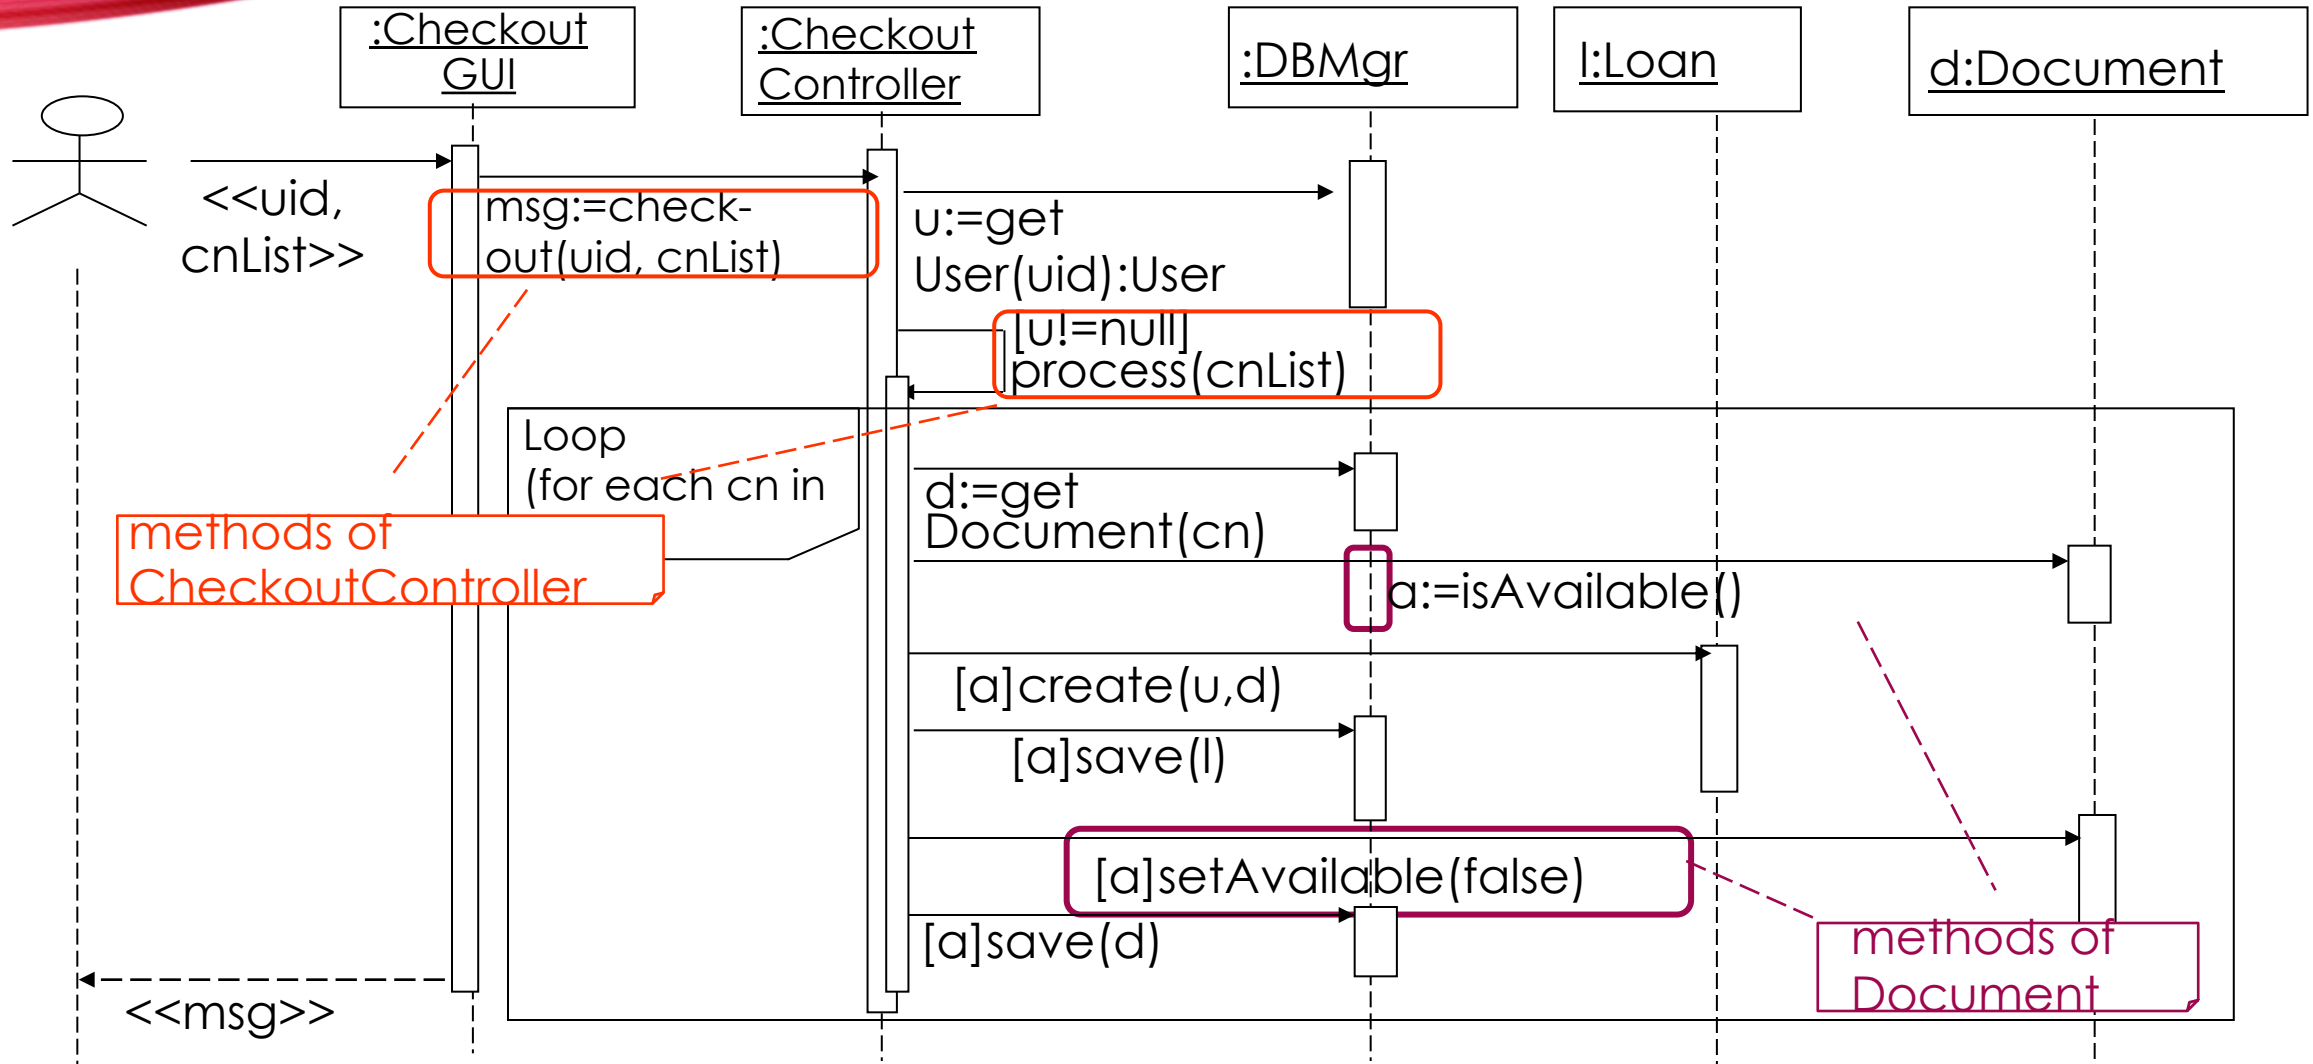 :Checkout
GUI
:Checkout
Controller
:DBMgr
l:Loan
d:Document
<<uid,
cnList>>
msg:=check-
out(uid, cnList)
u:=get
User(uid):User
[u!=null]
process(cnList)
Loop
(for each cn in
d:=get
Document(cn)
methods of
CheckoutController
a:=isAvailable()
[a]create(u,d)
[a]save(l)
[a]setAvailable(false)
[a]save(d)
methods of
Document
<<msg>>